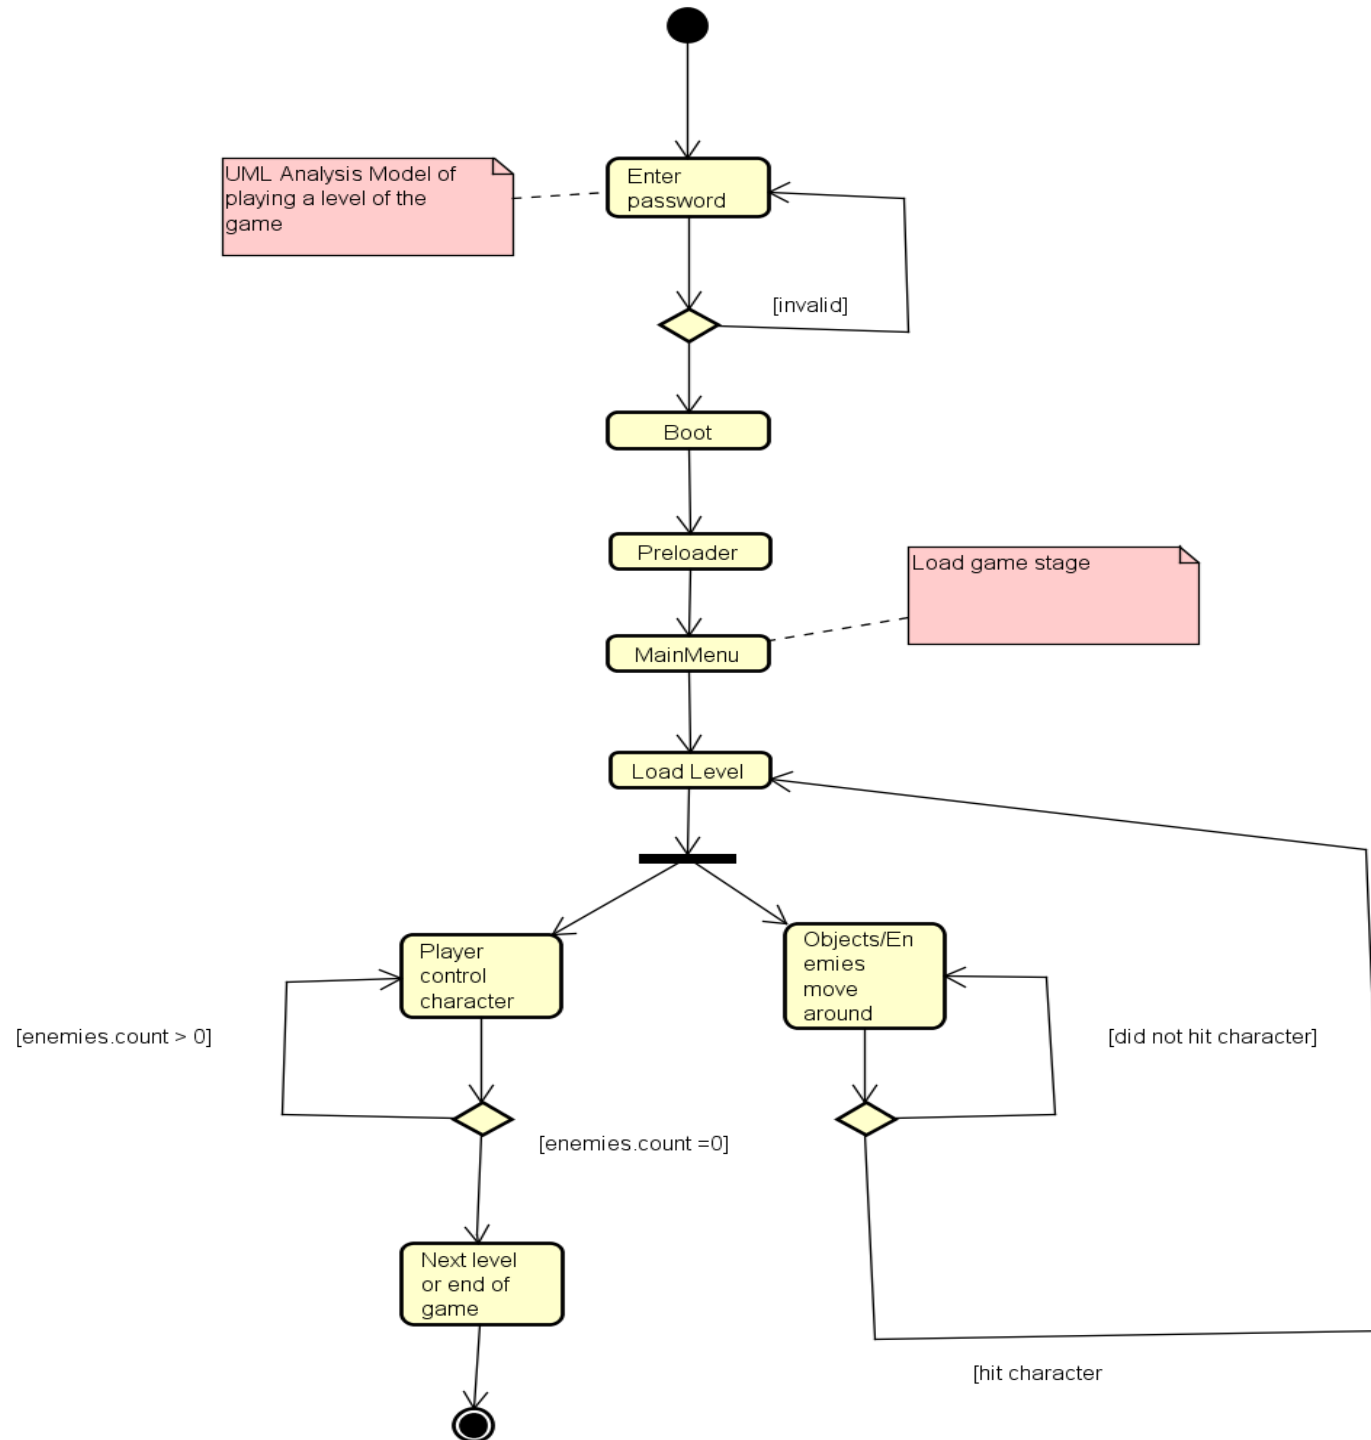 UML Analysis Model of
playing a level of the
game
Enter
password
[invalid]
Boot
Preloader
Load game stage
MainMenu
Load Level
Player
control
character
Objects/En
emies
move
around
[enemies.count > 0]
[did not hit character]
[enemies.count =0]
Next level
or end of
game
[hit character